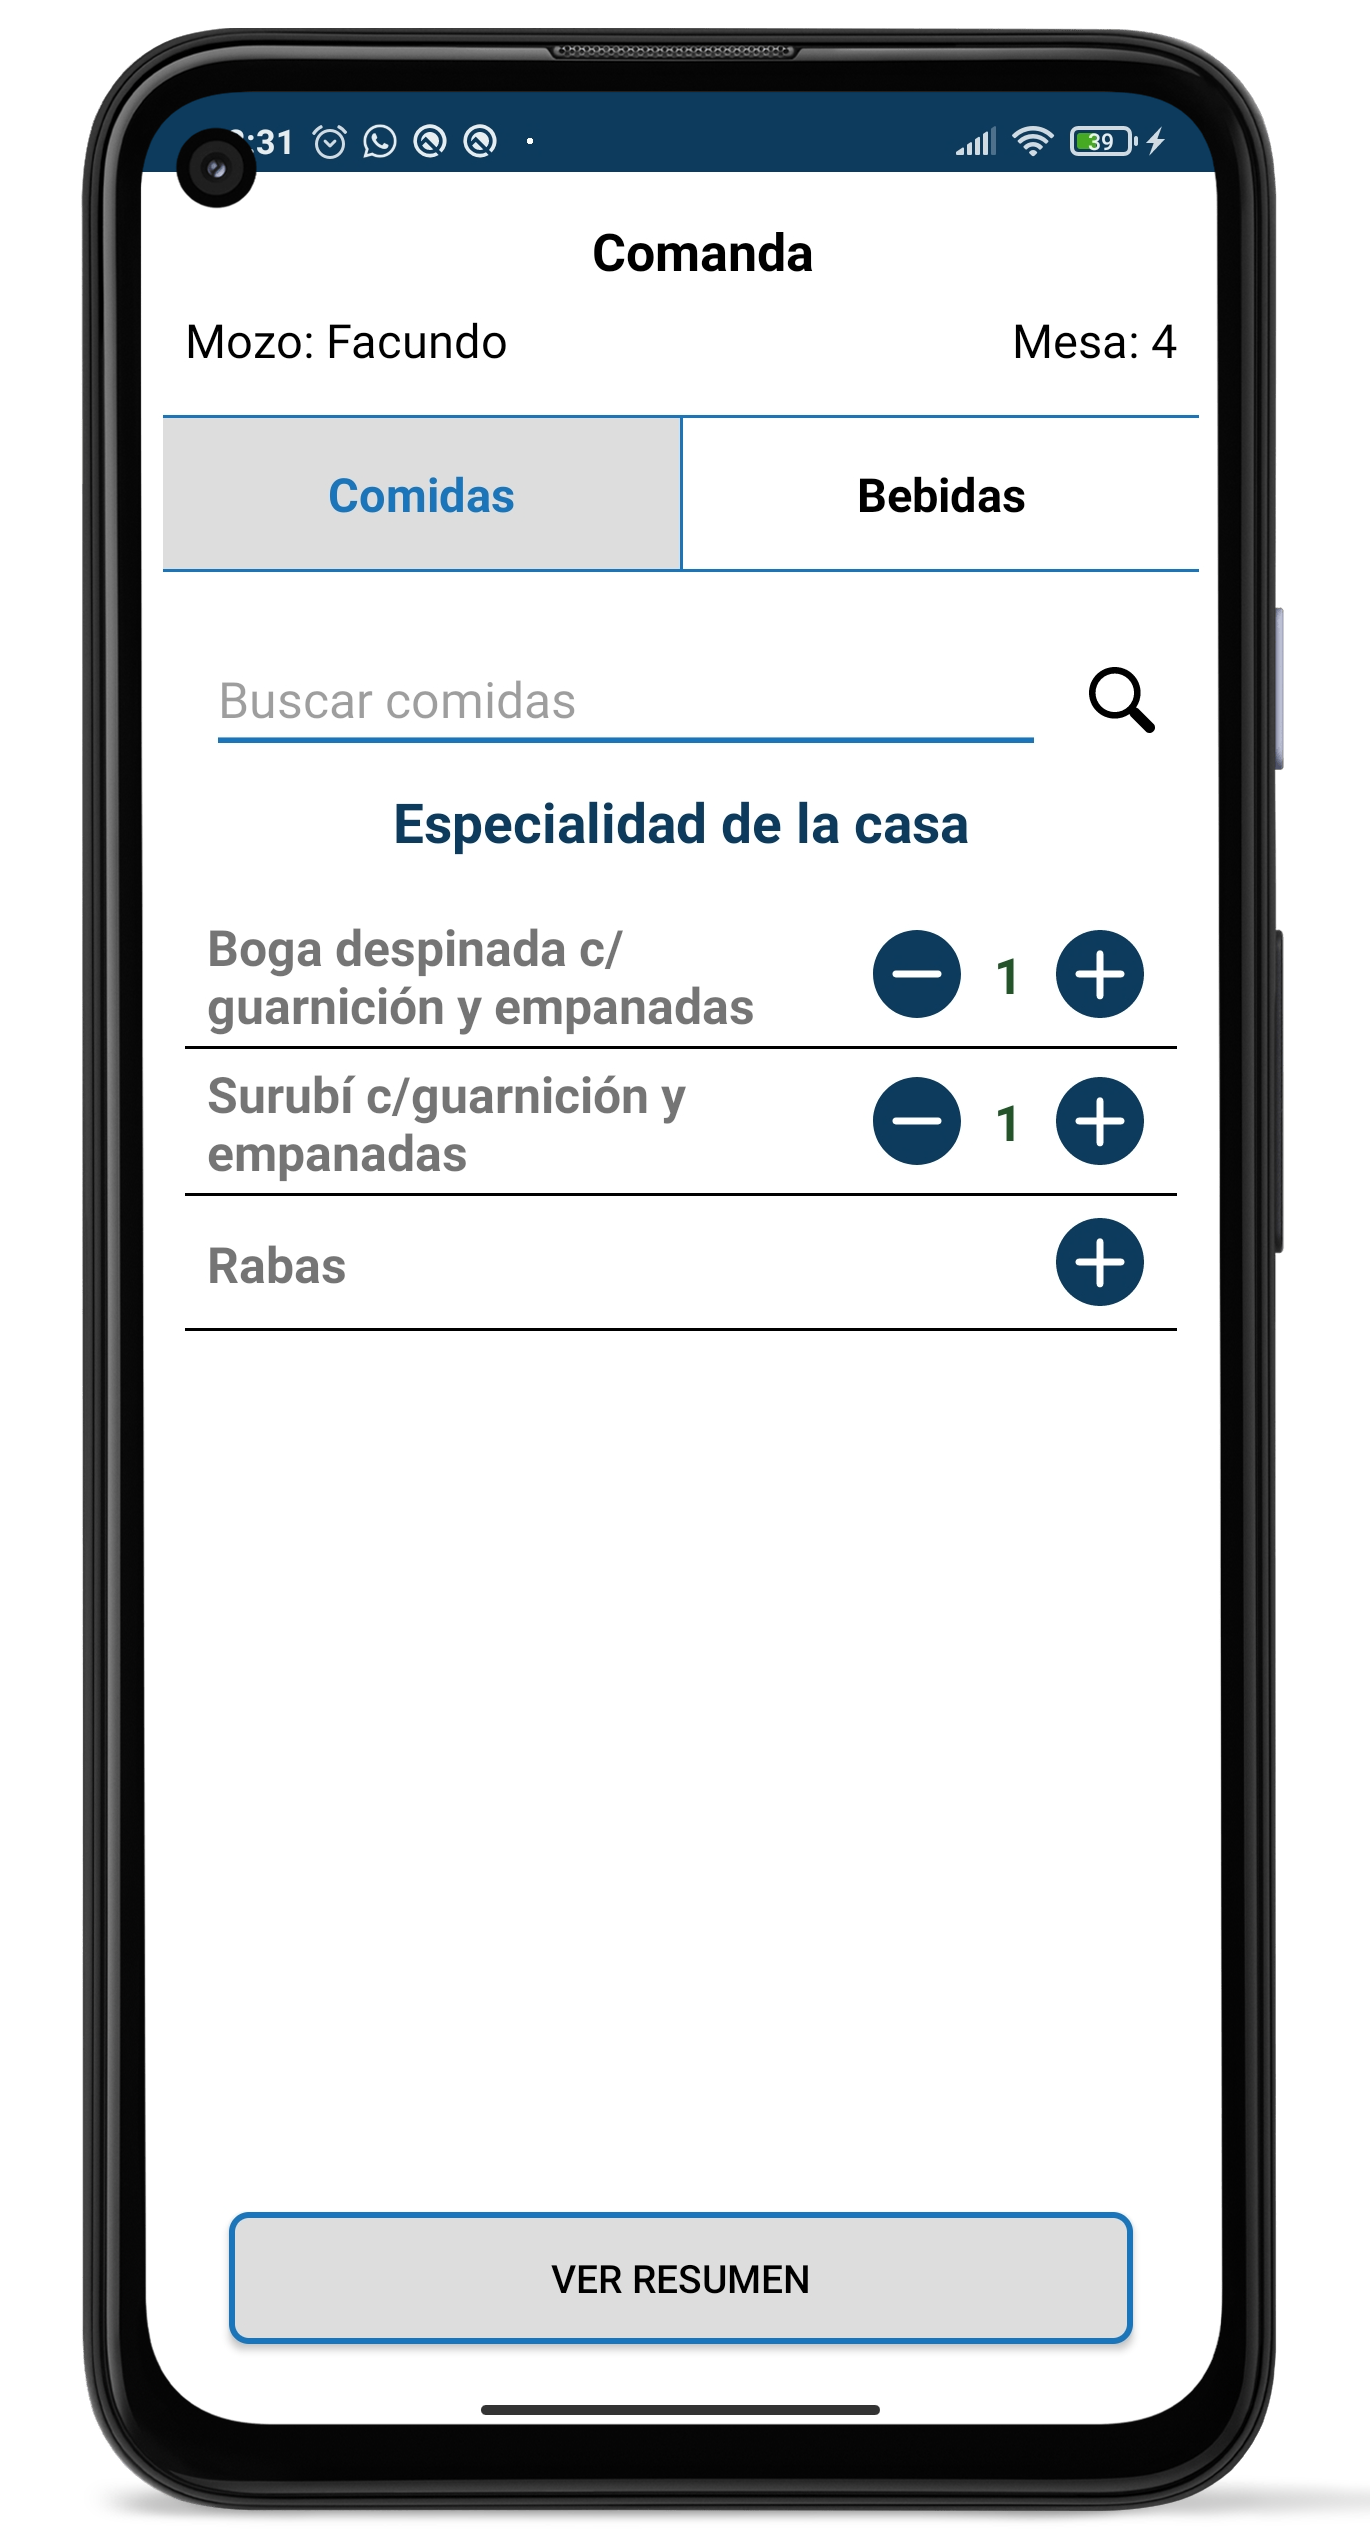 :31
39
Comanda
Mozo: Facundo
Mesa: 4
Comidas
Bebidas
Buscar comidas
Especialidad de la casa
Boga despinada c/
guarnición y empanadas
1
Surubí c/guarnición y
empanadas
1
Rabas
VER RESUMEN